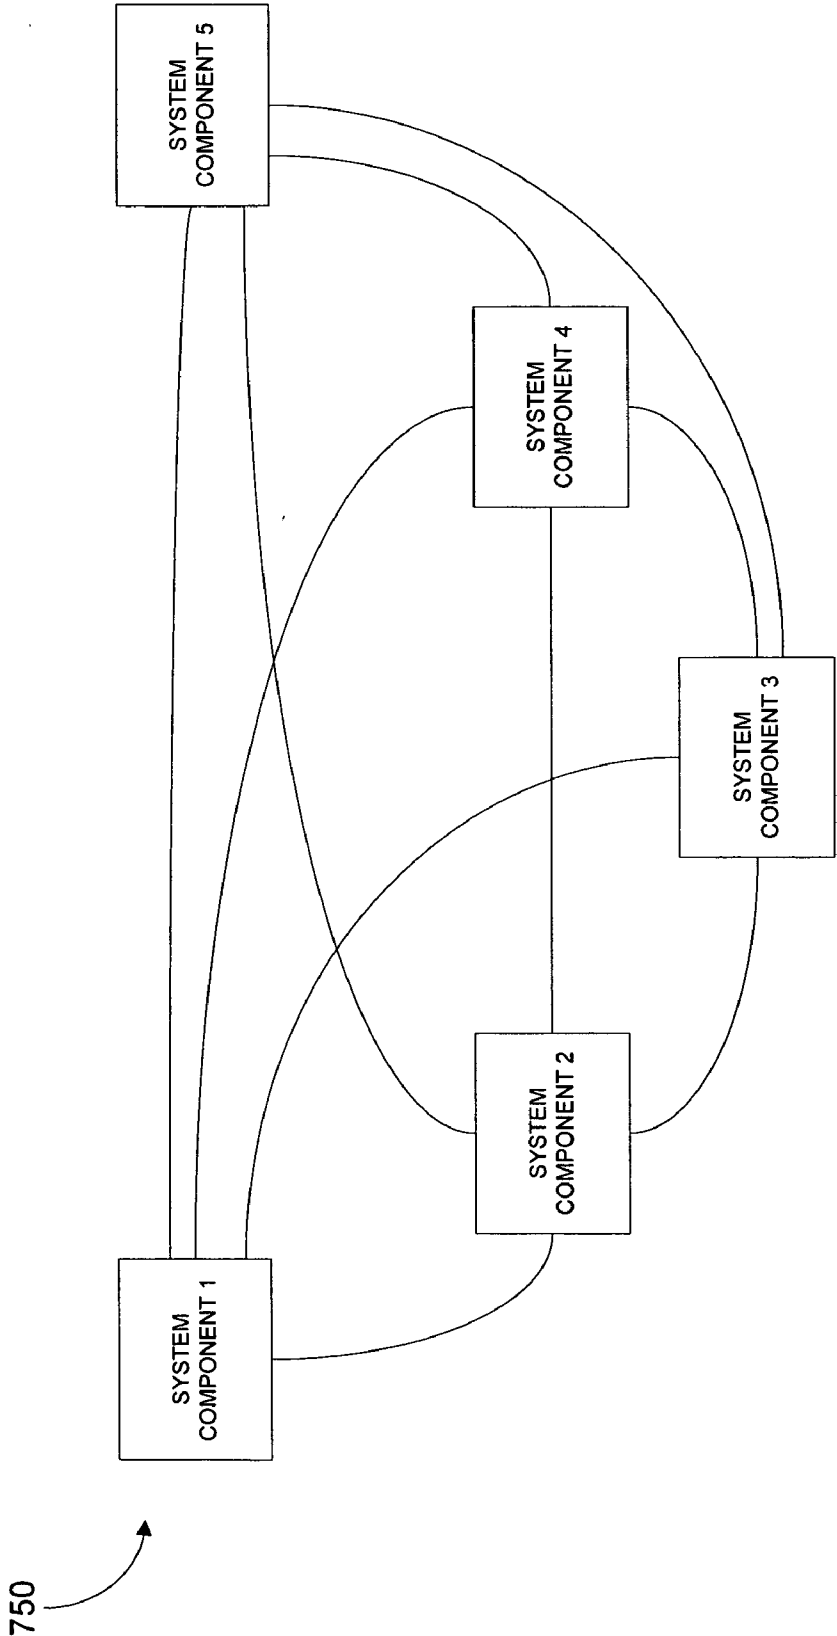 750
SYSTEM
COMPONENT 1
SYSTEM
COMPONENT 2
SYSTEM
COMPONENT 3
SYSTEM
COMPONENT 4
SYSTEM
COMPONENT 5